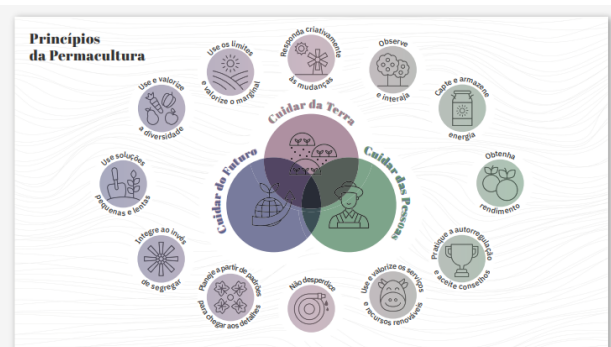 Princípios
da Permacultura
Responda criativamente
às mudanças
Observe
e interaja
Capte e armazene
energia
Obtenha
rendimento
Pratique a autorregulação
e aceite conselhos
Use e valorize os serviços
e recursos renováveis
Não desperdice
Planeje a partir de padrões
para chegar aos detalhes
Integre ao invés
de segregar
Use soluções
pequenas e lentas
Use e valorize
a diversidade
Use os limites
e valorize o marginal
Cuidar da Terra
Cuidar das Pessoas
Cuidar do Futuro